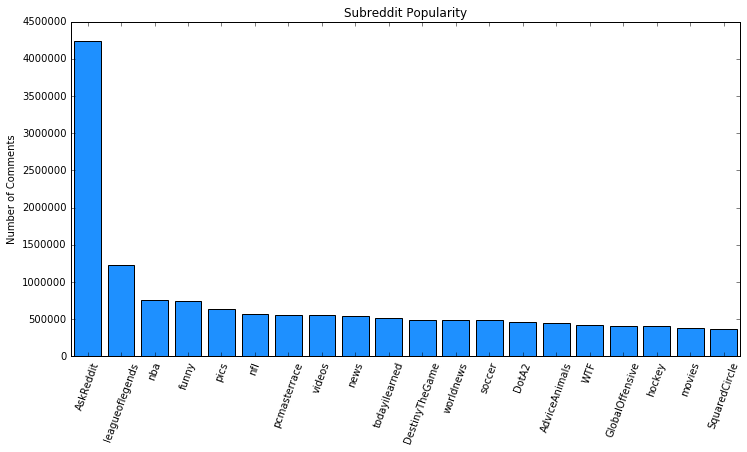 Subreddit Popularity
Number of Comments
4500000
4000000
3500000
3000000
2500000
2000000
1500000
1000000
500000
0
AskReddit
leagueoflegends
nba
funny
pics
nfl
pcmasterrace
videos
news
todayilearned
DestinyTheGame
worldnews
soccer
DotA2
AdviceAnimals
WTF
GlobalOffensive
hockey
movies
SquaredCircle